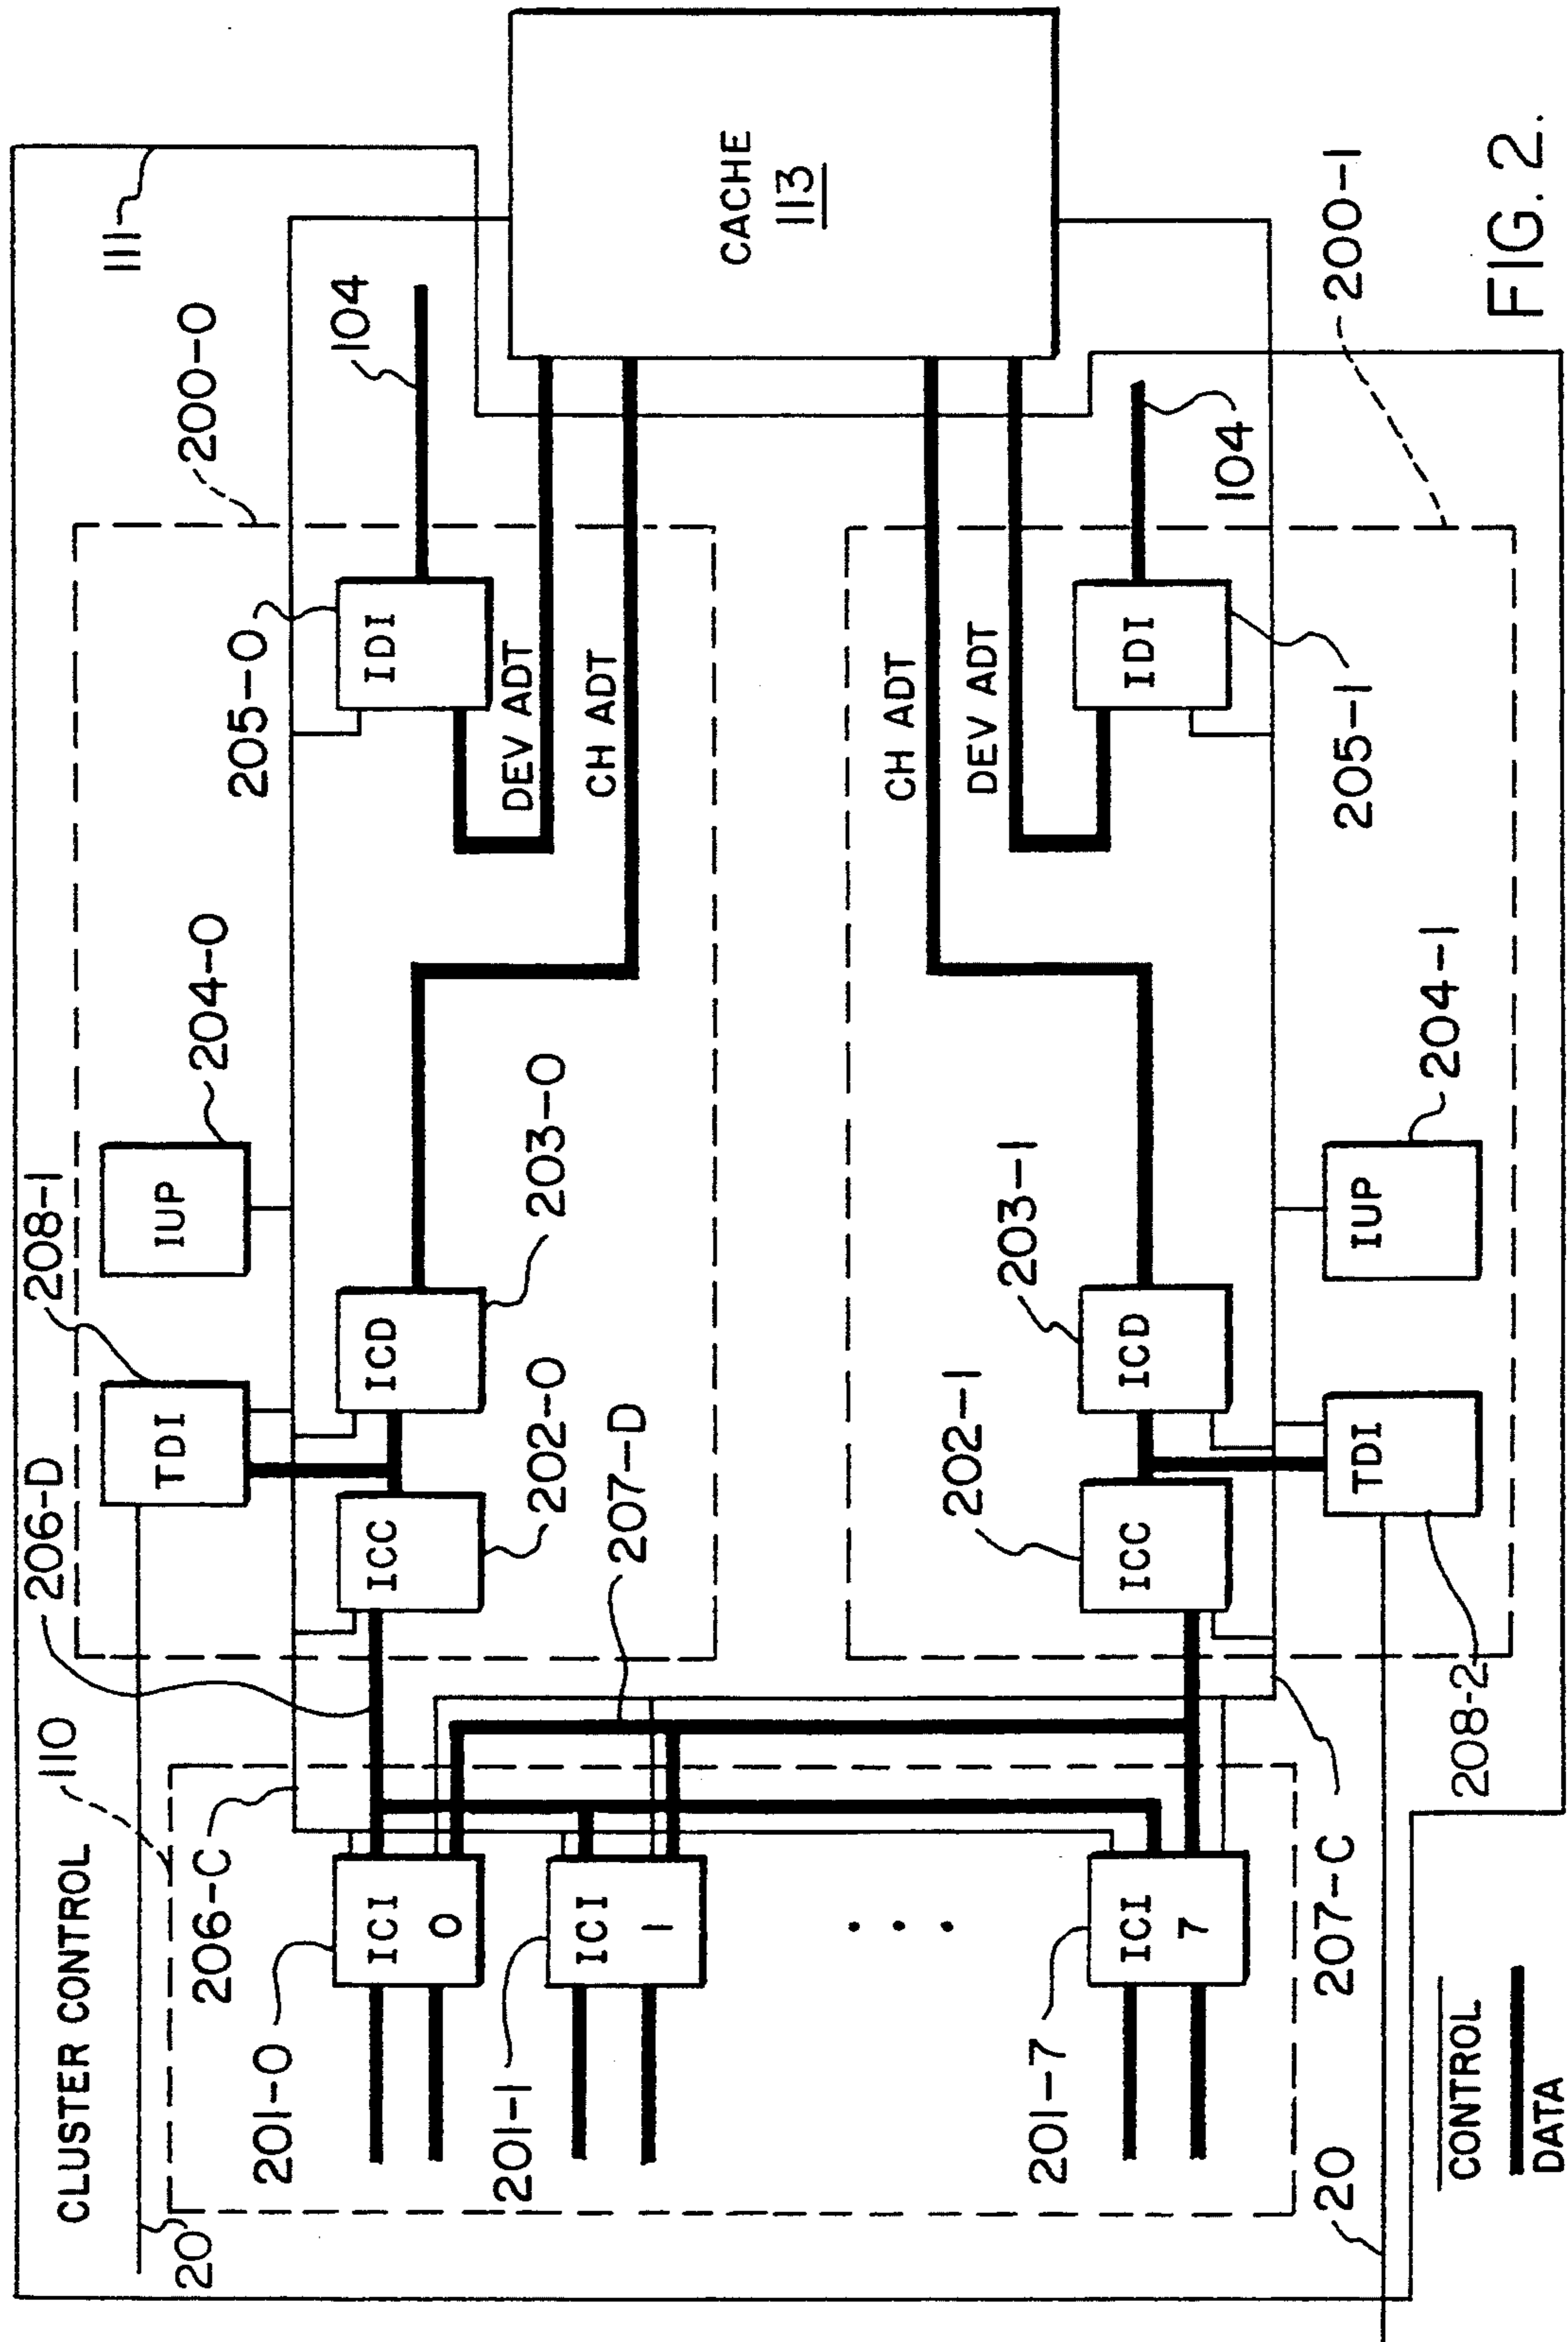 CLUSTER CONTROL
20
110
206-C
206-D
208-1
TDI
IUP
204-0
205-0
200-0
111
201-0
ICI
0
ICC
202-0
ICD
203-0
IDI
104
DEV ADT
CH ADT
CACHE
113
201-1
ICI
1
207-D
201-7
ICI
7
202-1
ICC
203-1
ICD
CH ADT
DEV ADT
IDI
104
205-1
200-1
20
207-C
208-2
TDI
IUP
204-1
CONTROL
DATA
FIG. 2.